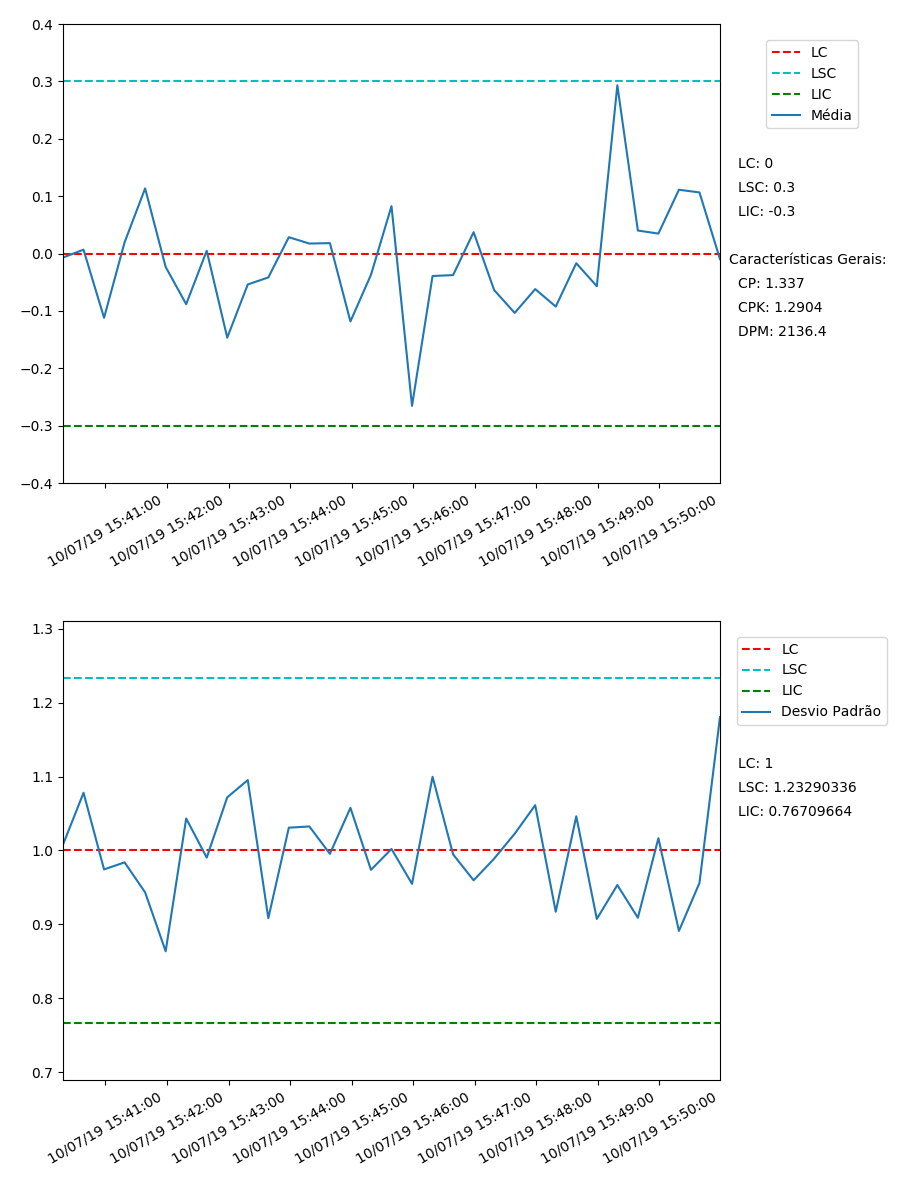 0.4
0.3
0.2
0.1
0.0
−0.1
−0.2
−0.3
−0.4
10/07/19 15:41:00
10/07/19 15:42:00
10/07/19 15:43:00
10/07/19 15:44:00
10/07/19 15:45:00
10/07/19 15:46:00
10/07/19 15:47:00
10/07/19 15:48:00
10/07/19 15:49:00
10/07/19 15:50:00
LC
LSC
LIC
Média
LC: 0
LSC: 0.3
LIC: -0.3
Características Gerais:
CP: 1.337
CPK: 1.2904
DPM: 2136.4
1.3
1.2
1.1
1.0
0.9
0.8
0.7
10/07/19 15:41:00
10/07/19 15:42:00
10/07/19 15:43:00
10/07/19 15:44:00
10/07/19 15:45:00
10/07/19 15:46:00
10/07/19 15:47:00
10/07/19 15:48:00
10/07/19 15:49:00
10/07/19 15:50:00
LC
LSC
LIC
Desvio Padrão
LC: 1
LSC: 1.23290336
LIC: 0.76709664